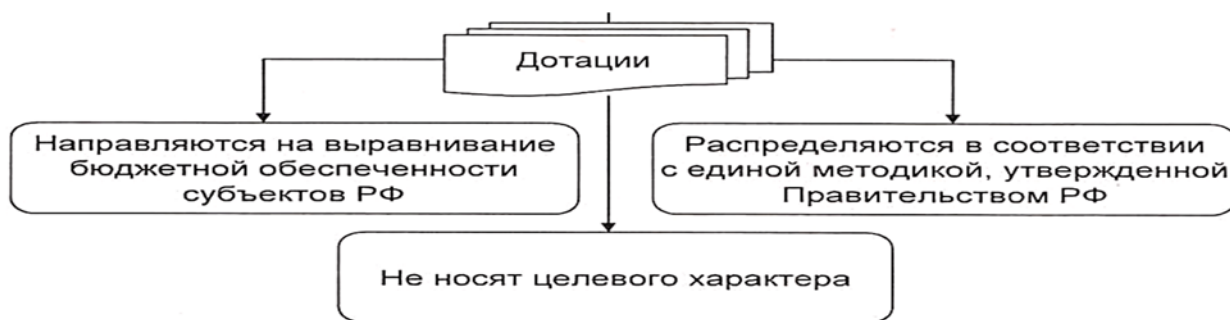 Дотации
Направляются на выравнивание
бюджетной обеспеченности
субъектов РФ
Распределяются в соответствии
с единой методикой, утвержденной
Правительством РФ
Не носят целевого характера